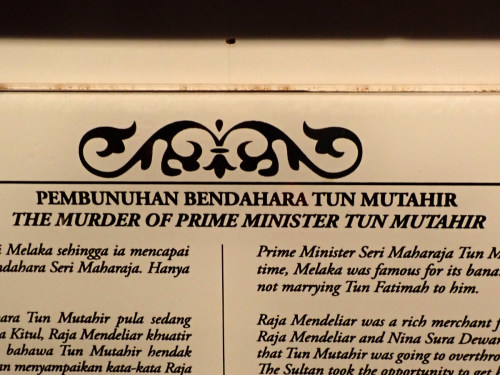 PEMBUNUHAN BENDAHARA TUN MUTAHIR
THE MURDER OF PRIME MINISTER TUN MUTAHIR
Melaka sehingga ia mencapai
ndahara Seri Maharaja. Hanya
ara Tun Mutahir pula sedang
Kitul, Raja Mendeliar khuatir
bahawa Tun Mutahir hendak
n menyampaikan kata-kata Raja
Prime Minister Seri Maharaja Tun M
time, Melaka was famous for its bana
not marrying Tun Fatimah to him.
Raja Mendeliar was a rich merchant f
Raja Mendeliar and Nina Sura Dewan
that Tun Mutahir was going to overthro
The Sultan took the opportunity to get